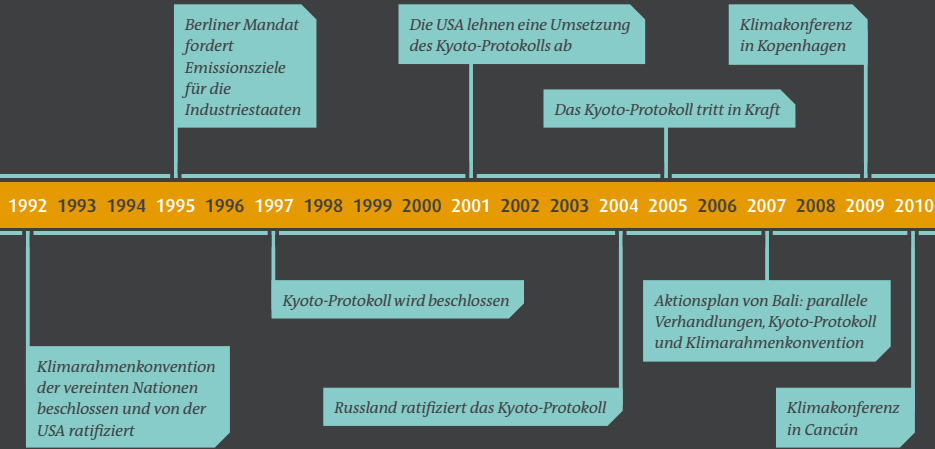 Berliner Mandat
fordert
Emissionsziele
für die
Industriestaaten
Die USA lehnen eine Umsetzung
des Kyoto-Protokolls ab
Klimakonferenz
in Kopenhagen
Das Kyoto-Protokoll tritt in Kraft
1992 1993 1994 1995 1996 1997 1998 1999 2000 2001 2002 2003 2004 2005 2006 2007 2008 2009 2010
Kyoto-Protokoll wird beschlossen
Aktionsplan von Bali: parallele
Verhandlungen, Kyoto-Protokoll
und Klimarahmenkonvention
Klimarahmenkonvention
der vereinten Nationen
beschlossen und von der
USA ratifiziert
Russland ratifiziert das Kyoto-Protokoll
Klimakonferenz
in Cancún